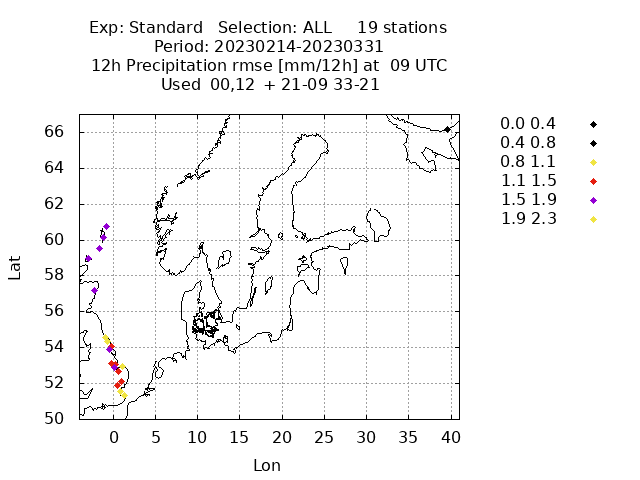 Exp: Standard   Selection: ALL     19 stations
Period: 20230214-20230331
12h Precipitation rmse [mm/12h] at  09 UTC
Used  00,12  + 21-09 33-21
0.0 0.4
0.4 0.8
0.8 1.1
1.1 1.5
1.5 1.9
1.9 2.3
66
64
62
60
58
56
54
52
50
Lat
0 5 10 15 20 25 30 35 40
Lon